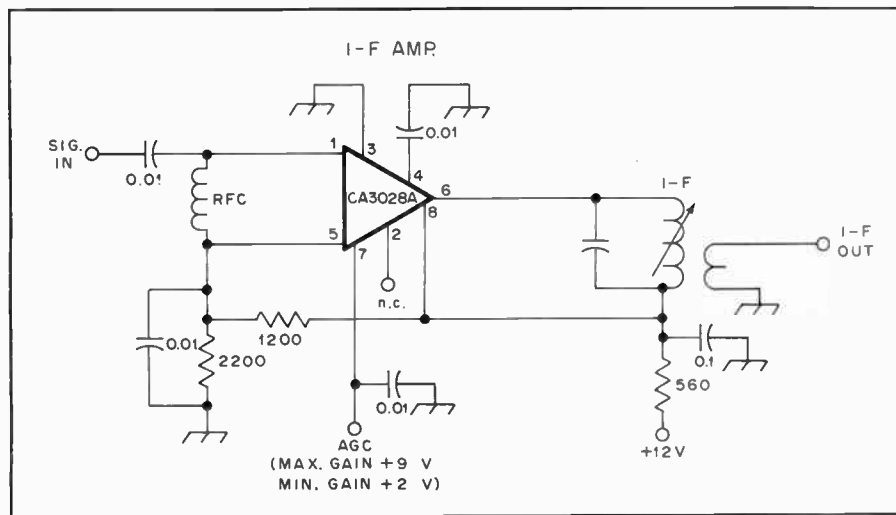 I-F AMP.
3
0.01
4
SIG. IN
0.01
1
RFC
CA3028A
6
8
I-F
I-F OUT
5
7
2
n.c.
0.01
2200
1200
0.01
0.1
560
AGC
+12V
(MAX. GAIN +9 V
MIN. GAIN +2 V)